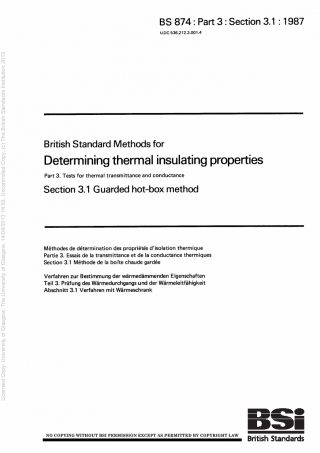 BS 874 : Part 3 : Section 3.1 : 1987
UDC 536.212.2.001.4
British Standard Methods for
Determining thermal insulating properties
Part 3. Tests for thermal transmittance and conductance
Section 3.1 Guarded hot-box method
Méthodes de détermination des propriétés d'isolation thermique
Partie 3. Essais de la transmittance et de la conductance thermiques
Section 3.1 Méthode de la boîte chaude gardée
Verfahren zur Bestimmung der wärmedämmenden Eigenschaften
Teil 3. Prüfung des Wärmedurchgangs und der Wärmeleitfähigkeit
Abschnitt 3.1 Verfahren mit Wärmeschrank
BSi
British Standards
NO COPYING WITHOUT BSI PERMISSION EXCEPT AS PERMITTED BY COPYRIGHT LAW
Licensed Copy: University of Glasgow, The University of Glasgow, 14/03/2013 10:53, Uncontrolled Copy, (c) The British Standards Institution 2013